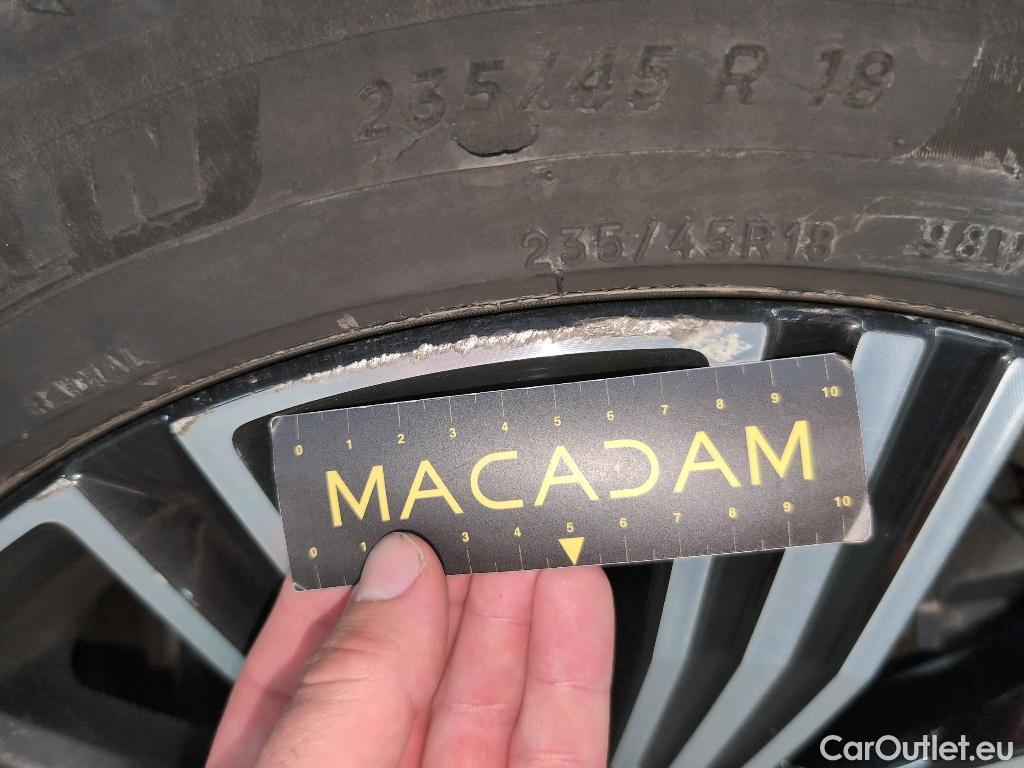 235/45 R 18
235/45R18 98W
0 1 2 3 4 5 6 7 8 9 10
MACADAM
0 1 3 4 5 6 7 8 9 10
CarOutlet.eu